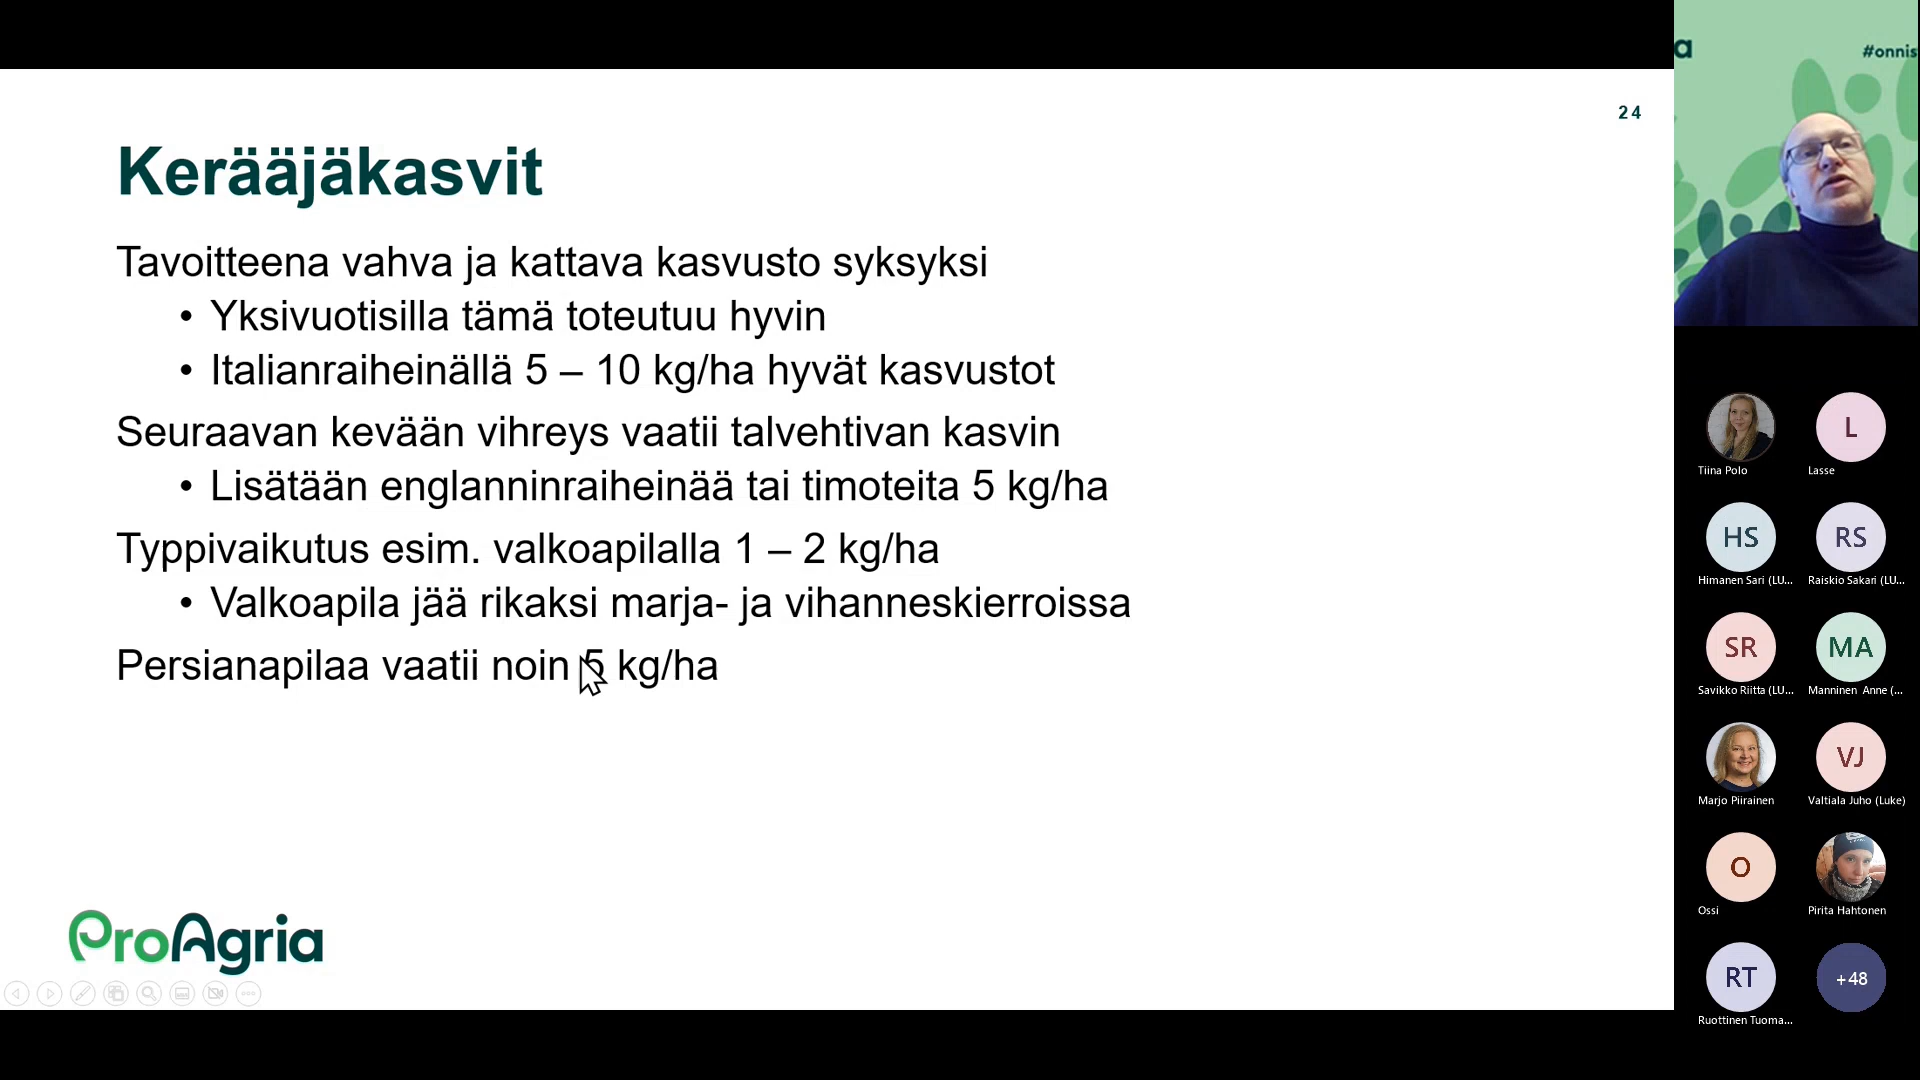 24
Kerääjäkasvit
Tavoitteena vahva ja kattava kasvusto syksyksi
• Yksivuotisilla tämä toteutuu hyvin
• Italianraiheinällä 5 – 10 kg/ha hyvät kasvustot
Seuraavan kevään vihreys vaatii talvehtivan kasvin
• Lisätään englanninraiheinää tai timoteita 5 kg/ha
Typpivaikutus esim. valkoapilalla 1 – 2 kg/ha
• Valkoapila jää rikaksi marja- ja vihanneskierroissa
Persianapilaa vaatii noin 5 kg/ha
ProAgria
a
#onnis
Tiina Polo
L
Lasse
HS
Himanen Sari (LU...
RS
Raiskio Sakari (LU...
SR
Savikko Riitta (LU...
MA
Manninen Anne (...
Marjo Piirainen
VJ
Valtiala Juho (Luke)
O
Ossi
Pirita Hahtonen
RT
Ruottinen Tuoma...
+48